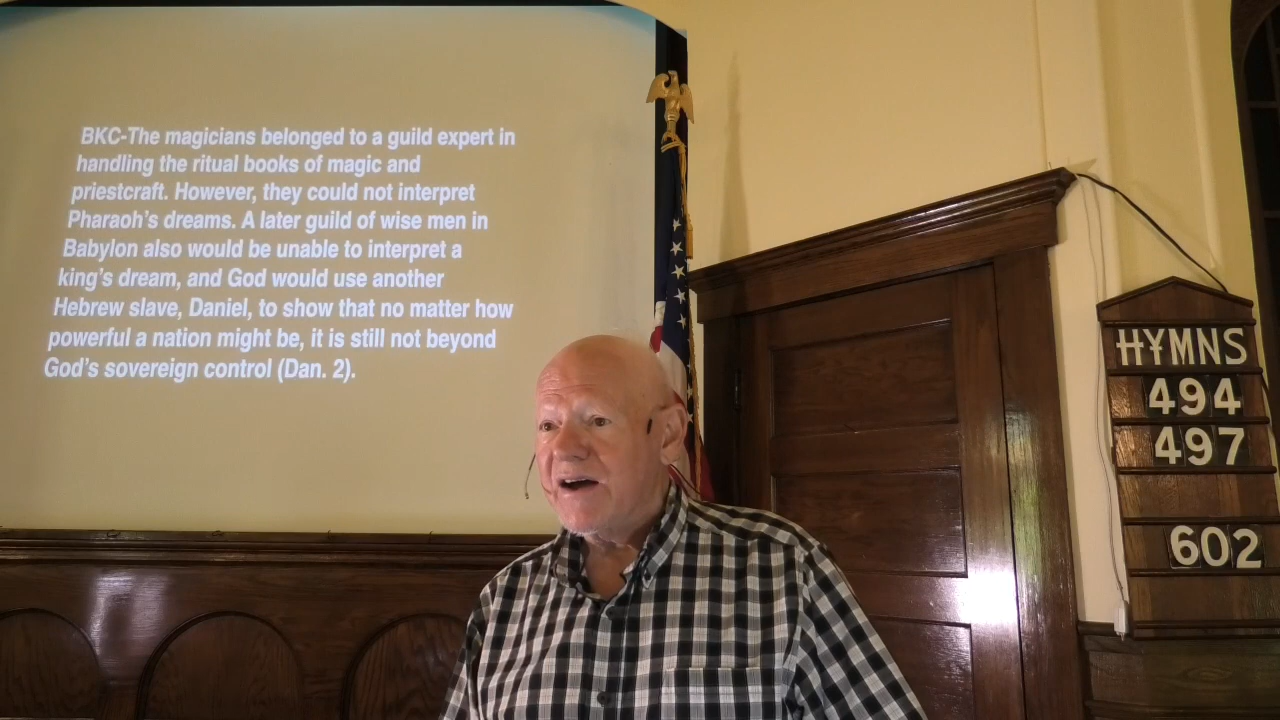 BKC-The magicians belonged to a guild expert in
handling the ritual books of magic and
priestcraft. However, they could not interpret
Pharaoh's dreams. A later guild of wise men in
Babylon also would be unable to interpret a
king's dream, and God would use another
Hebrew slave, Daniel, to show that no matter how
powerful a nation might be, it is still not beyond
God's sovereign control (Dan. 2).
HYMNS
494
497
602